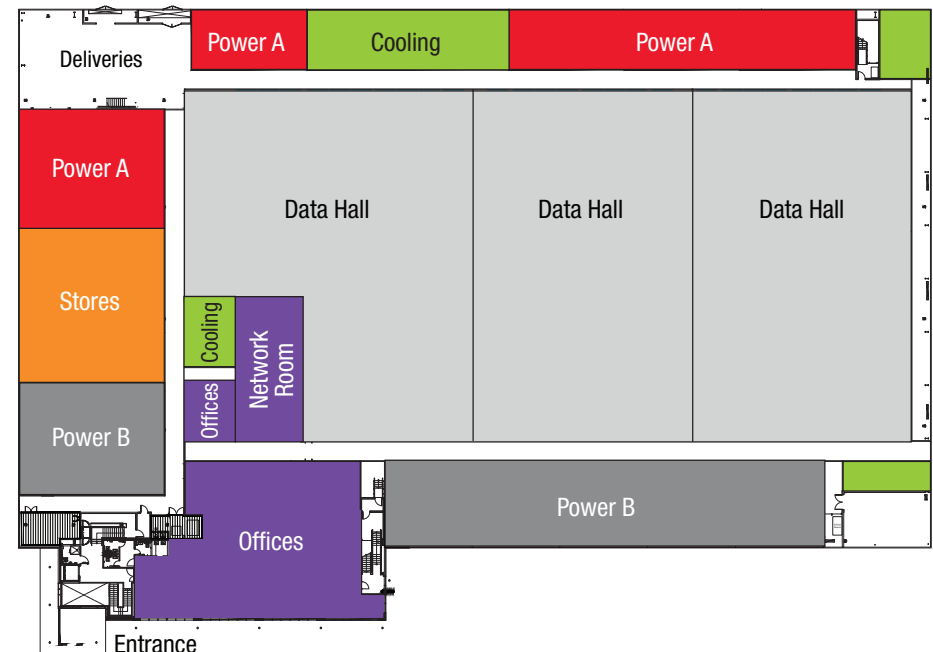 Power A
Cooling
Power A
Deliveries
Power A
Data Hall
Data Hall
Data Hall
Stores
Cooling
Network
Room
Offices
Power B
Power B
Offices
Entrance